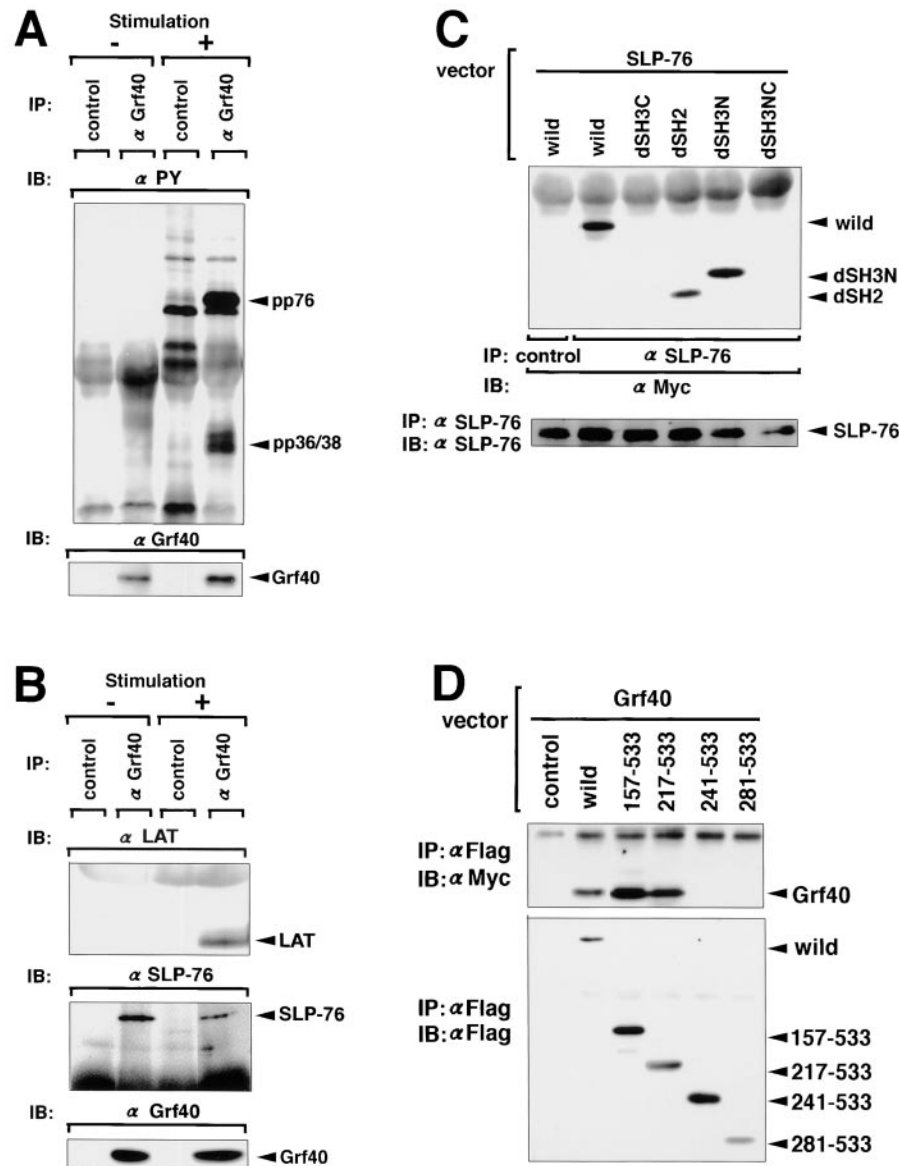 A
Stimulation
- +
IP: control α Grf40 control α Grf40
IB: α PY
pp76
pp36/38
IB: α Grf40
Grf40
B
Stimulation
- +
IP: control α Grf40 control α Grf40
IB: α LAT
LAT
IB: α SLP-76
SLP-76
IB: α Grf40
Grf40
C
SLP-76
vector
wild wild dSH3C dSH2 dSH3N dSH3NC
wild
dSH3N
dSH2
IP: control α SLP-76
IB: α Myc
IP: α SLP-76
IB: α SLP-76
SLP-76
D
Grf40
vector
control wild 157-533 217-533 241-533 281-533
IP: α Flag
IB: α Myc
Grf40
wild
IP: α Flag
IB: α Flag
157-533
217-533
241-533
281-533